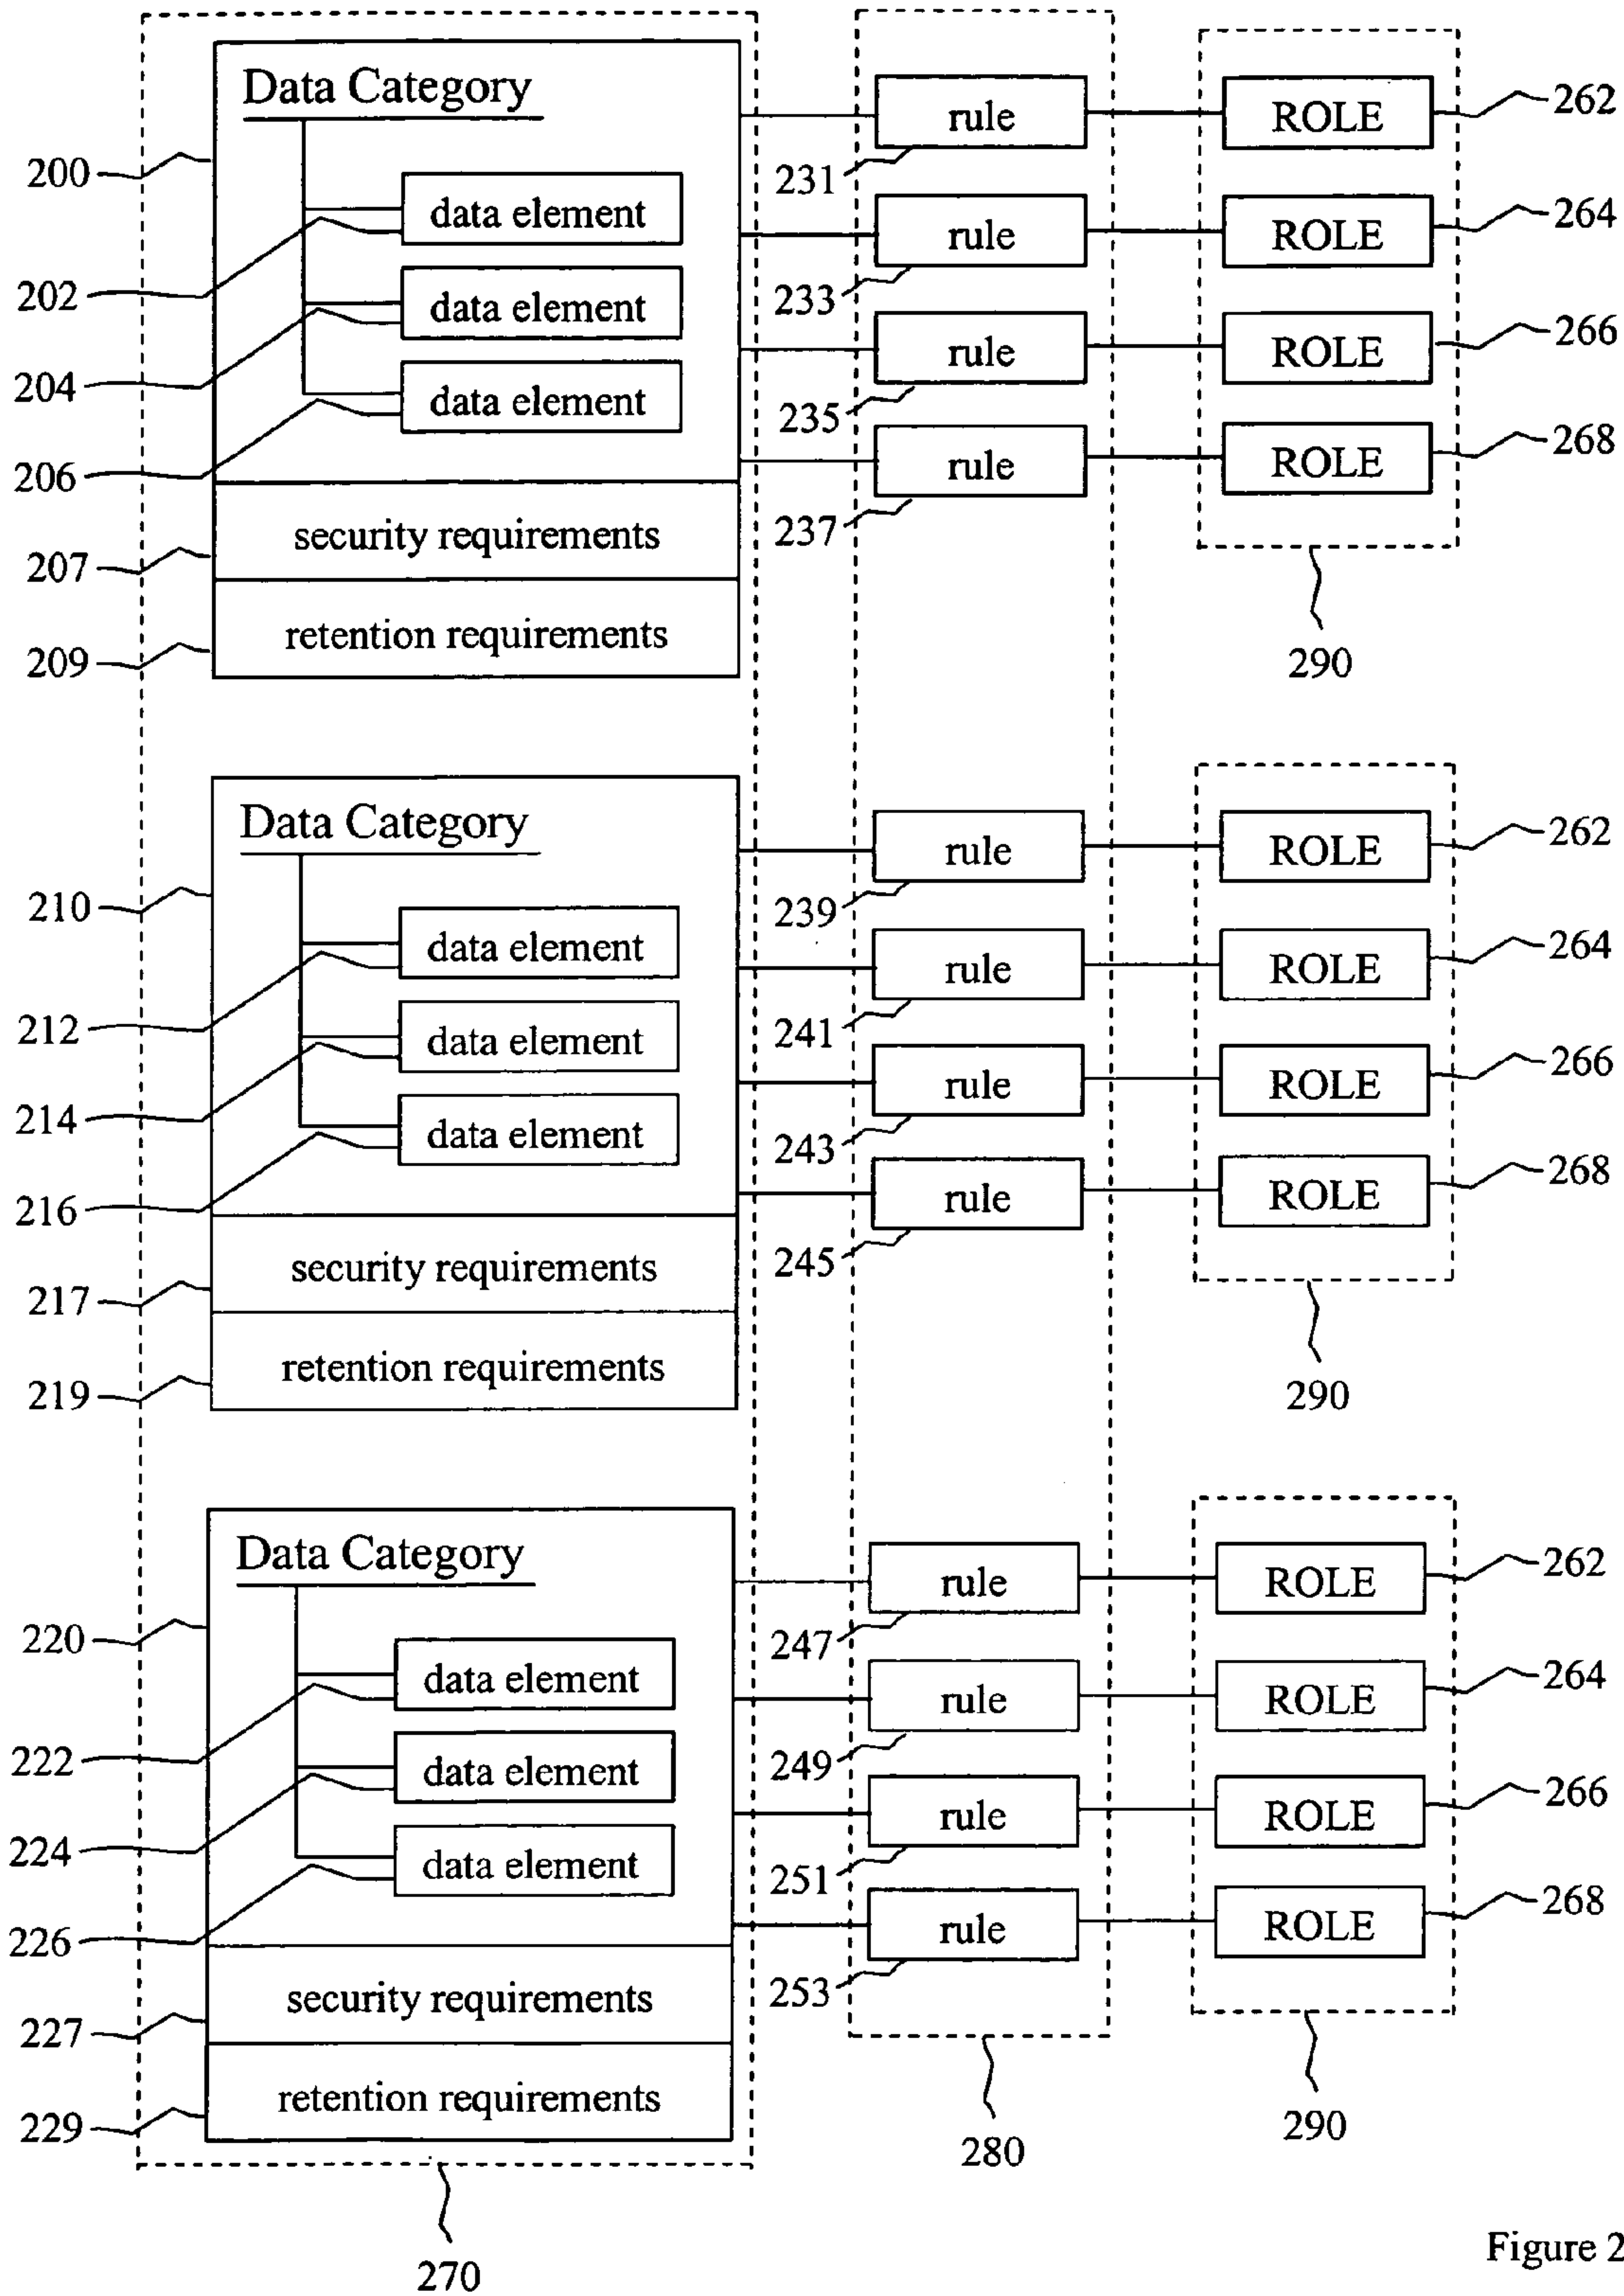 Data Category
rule
ROLE
262
200
231
data element
rule
ROLE
264
202
233
data element
rule
ROLE
266
204
235
data element
rule
ROLE
268
206
237
security requirements
207
retention requirements
209
290
Data Category
rule
ROLE
262
210
239
data element
rule
ROLE
264
212
241
data element
rule
ROLE
266
214
243
data element
rule
ROLE
268
216
245
security requirements
217
retention requirements
219
290
Data Category
rule
ROLE
262
220
247
data element
rule
ROLE
264
222
249
data element
rule
ROLE
266
224
251
data element
rule
ROLE
268
226
253
security requirements
227
retention requirements
229
280
290
270
Figure 2